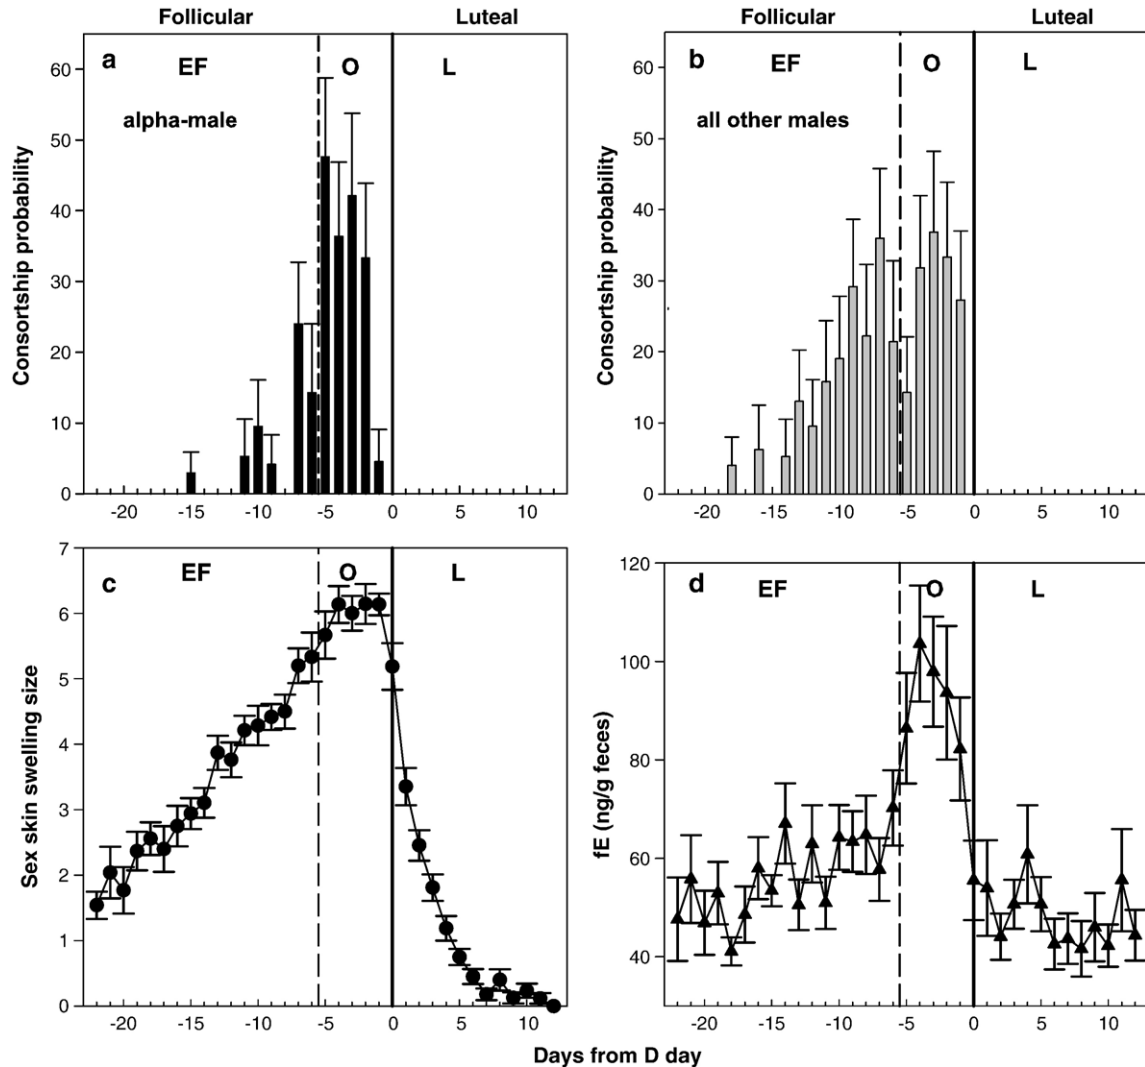 Follicular Luteal
a EF O L
alpha-male
Consortship probability
60
50
40
30
20
10
0
-20 -15 -10 -5 0 5 10
Follicular Luteal
b EF O L
all other males
Consortship probability
60
50
40
30
20
10
0
-20 -15 -10 -5 0 5 10
c EF O L
Sex skin swelling size
7
6
5
4
3
2
1
0
-20 -15 -10 -5 0 5 10
d EF O L
fE (ng/g feces)
120
100
80
60
40
-20 -15 -10 -5 0 5 10
Days from D day